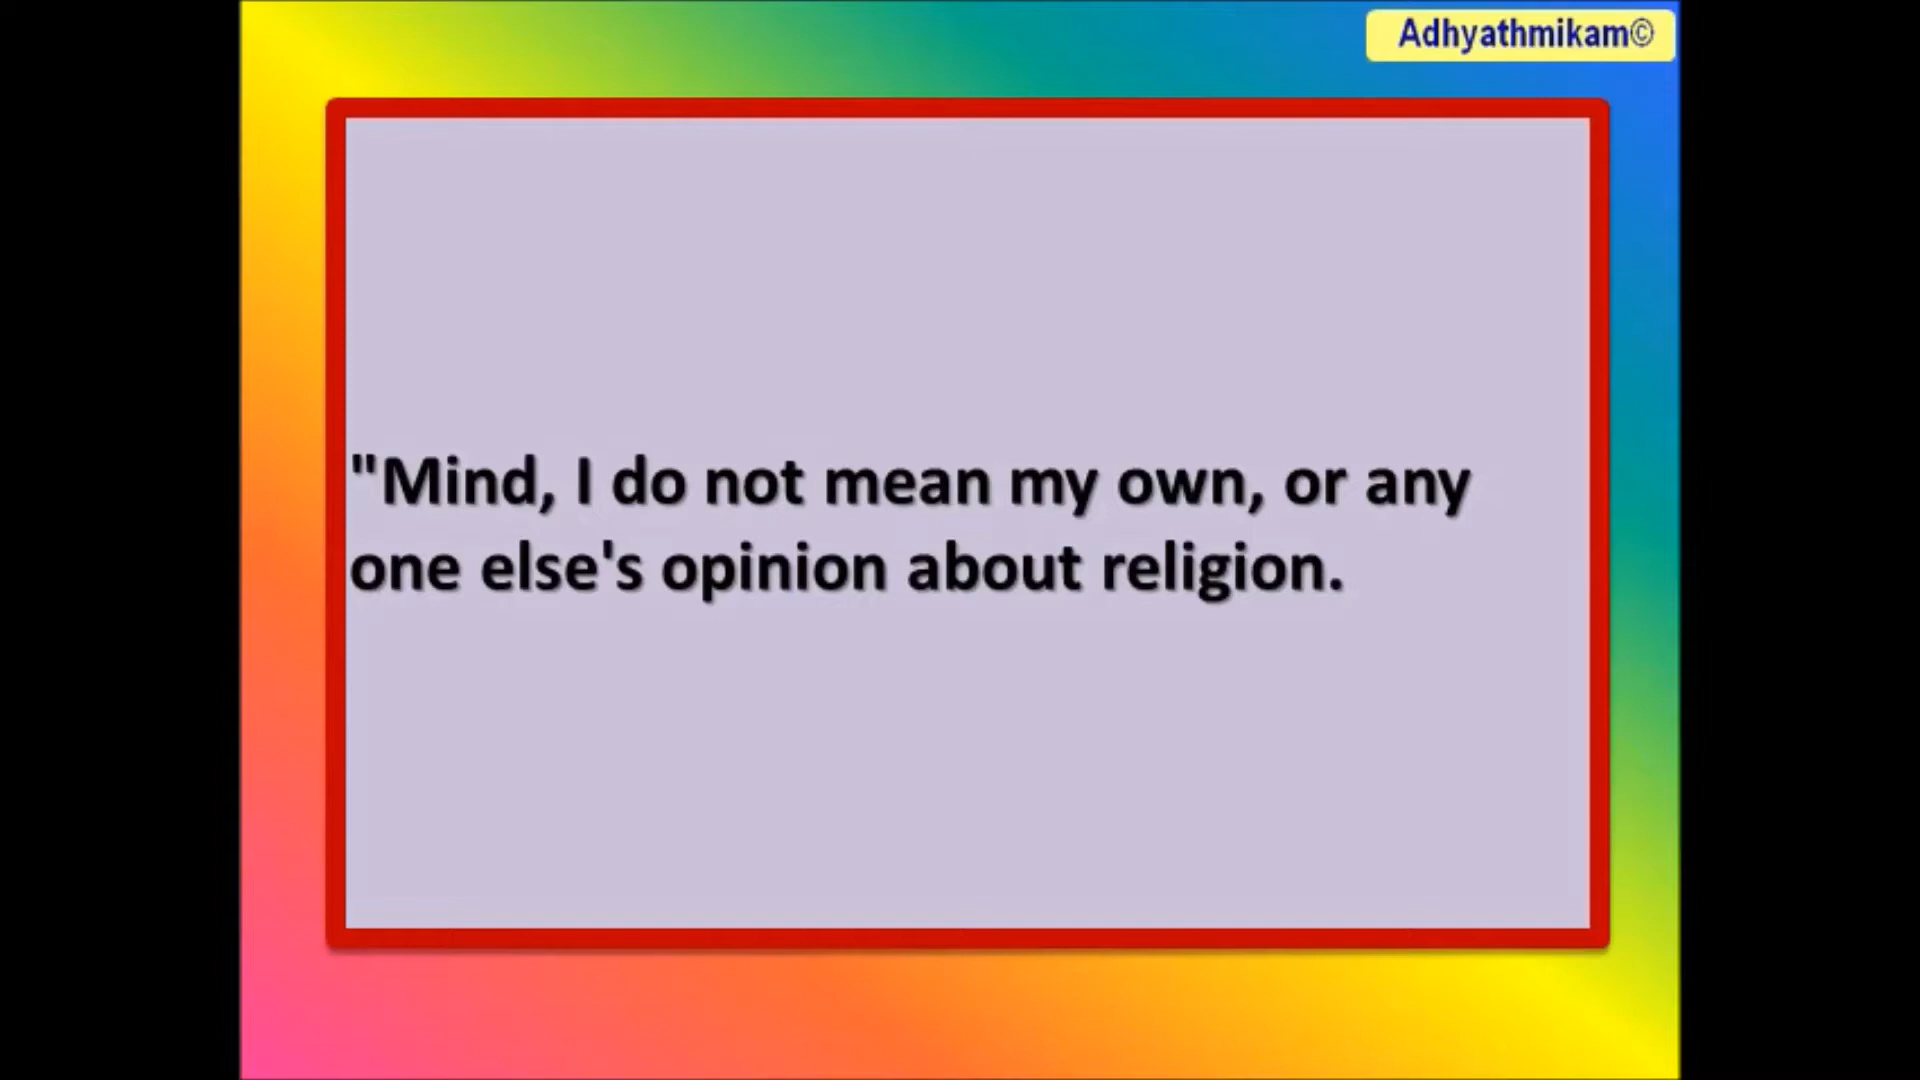 Adhyathmikam©
"Mind, I do not mean my own, or any
one else's opinion about religion.